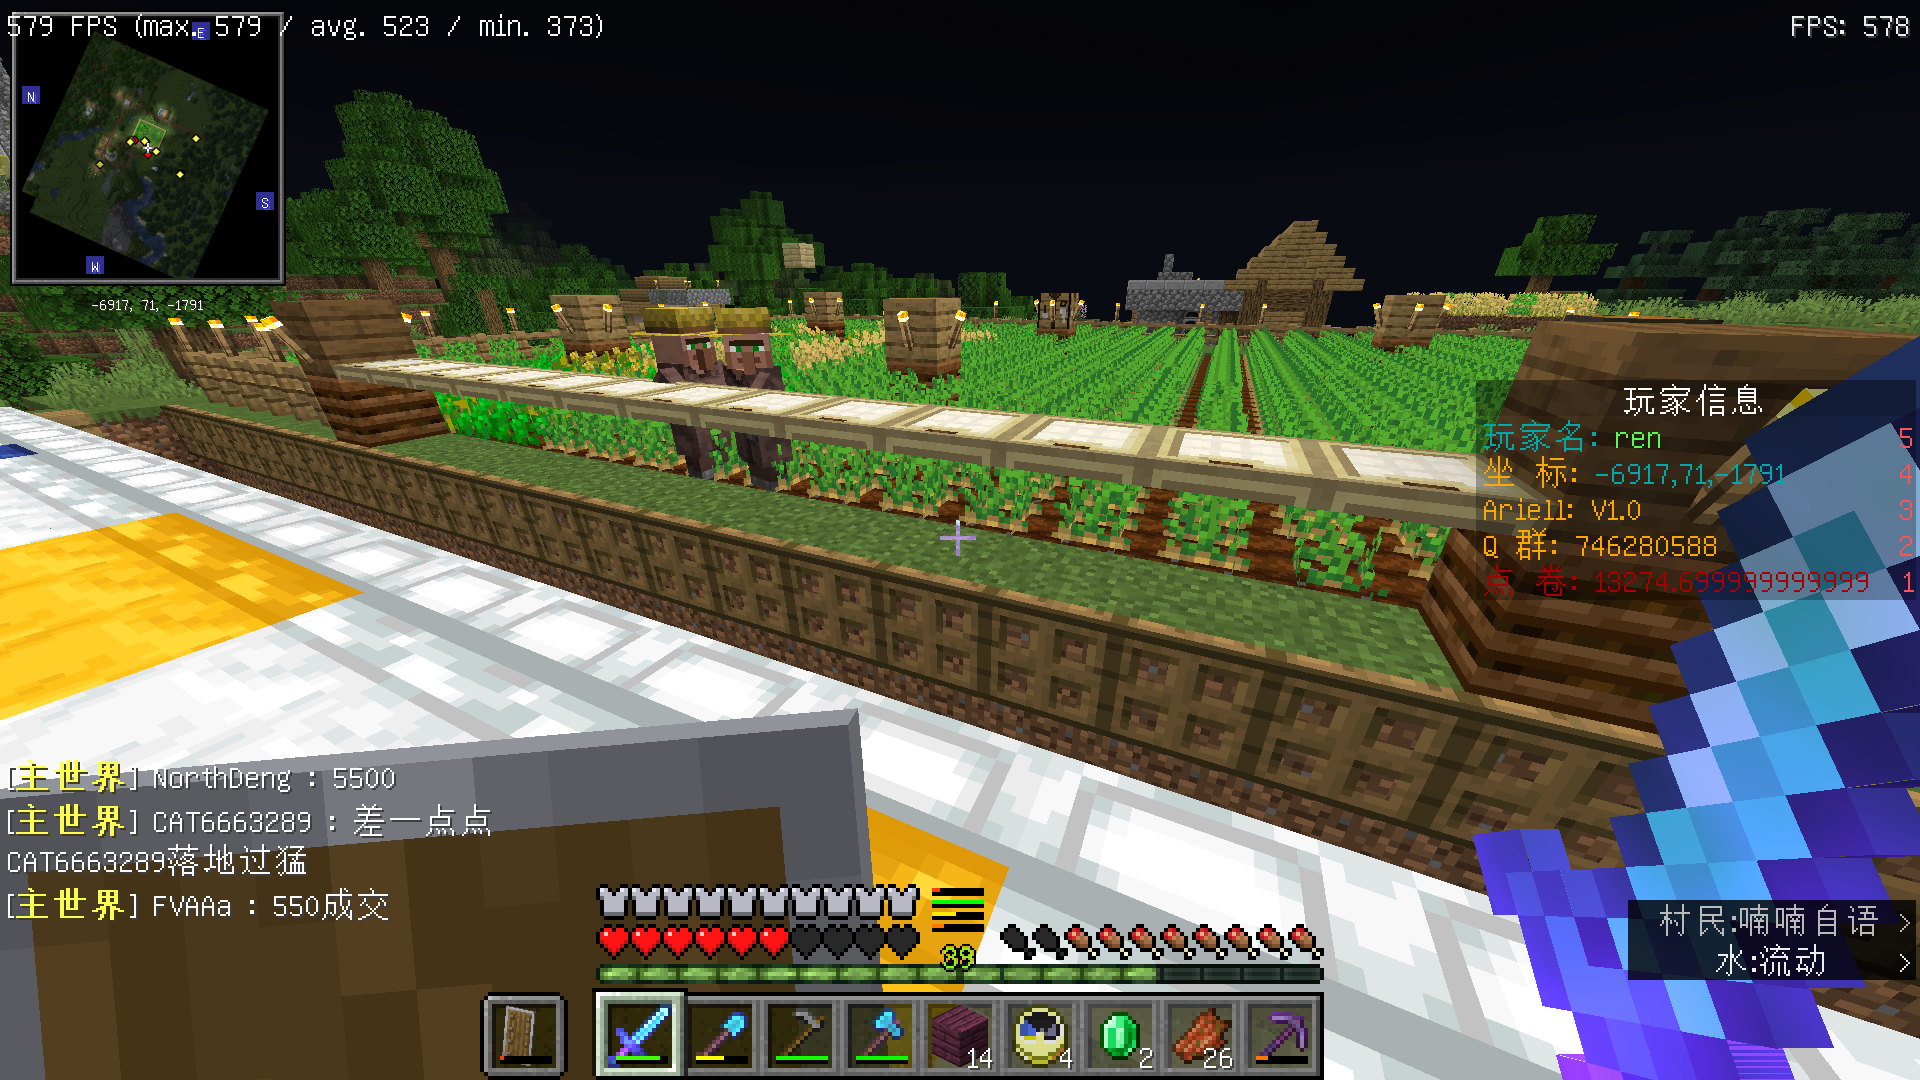 579 FPS (max. 579 / avg. 523 / min. 373)
FPS: 578
E
N
S
W
-6917, 71, -1791
玩家信息
玩家名: ren 5
坐 标: -6917,71,-1791 4
Ariell: V1.0 3
Q 群: 746280588 2
点 卷: 13274.699999999999 1
[主世界] NorthDeng : 5500
[主世界] CAT6663289 : 差一点点
CAT6663289落地过猛
[主世界] FVAAa : 550成交
村民:喃喃自语 >
水:流动 >
88
14
4
2
26